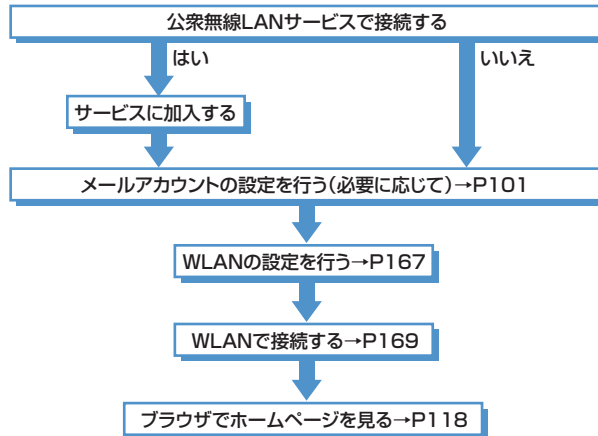 公衆無線LANサービスで接続する
はい
いいえ
サービスに加入する
メールアカウントの設定を行う(必要に応じて)→P101
WLANの設定を行う→P167
WLANで接続する→P169
ブラウザでホームページを見る→P118